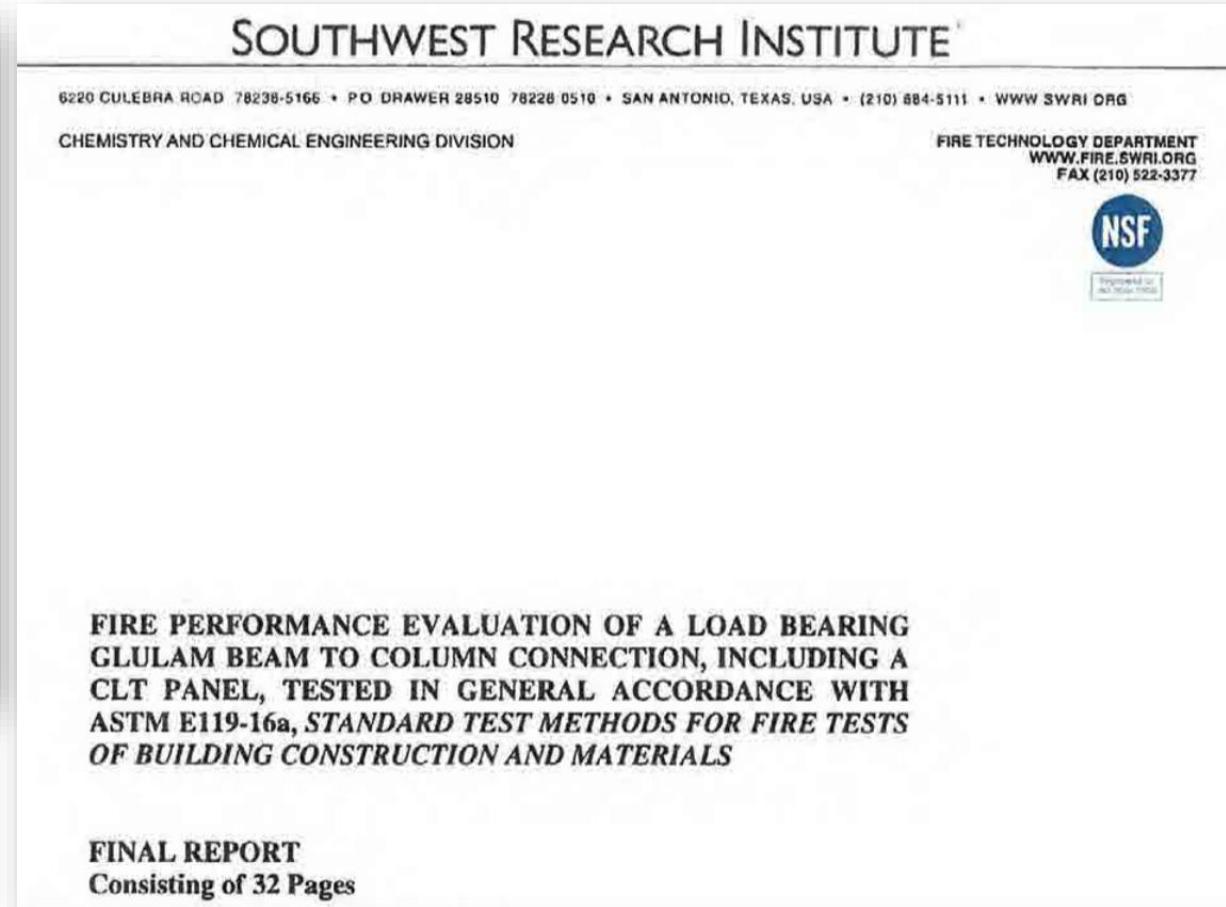 SOUTHWEST RESEARCH INSTITUTE
6220 CULEBRA ROAD 78238-5166 • PO DRAWER 28510 78228 0510 • SAN ANTONIO, TEXAS, USA • (210) 684-5111 • WWW SWRI ORG
CHEMISTRY AND CHEMICAL ENGINEERING DIVISION
FIRE TECHNOLOGY DEPARTMENT
WWW.FIRE.SWRI.ORG
FAX (210) 522-3377
NSF
FIRE PERFORMANCE EVALUATION OF A LOAD BEARING
GLULAM BEAM TO COLUMN CONNECTION, INCLUDING A
CLT PANEL, TESTED IN GENERAL ACCORDANCE WITH
ASTM E119-16a, STANDARD TEST METHODS FOR FIRE TESTS
OF BUILDING CONSTRUCTION AND MATERIALS
FINAL REPORT
Consisting of 32 Pages